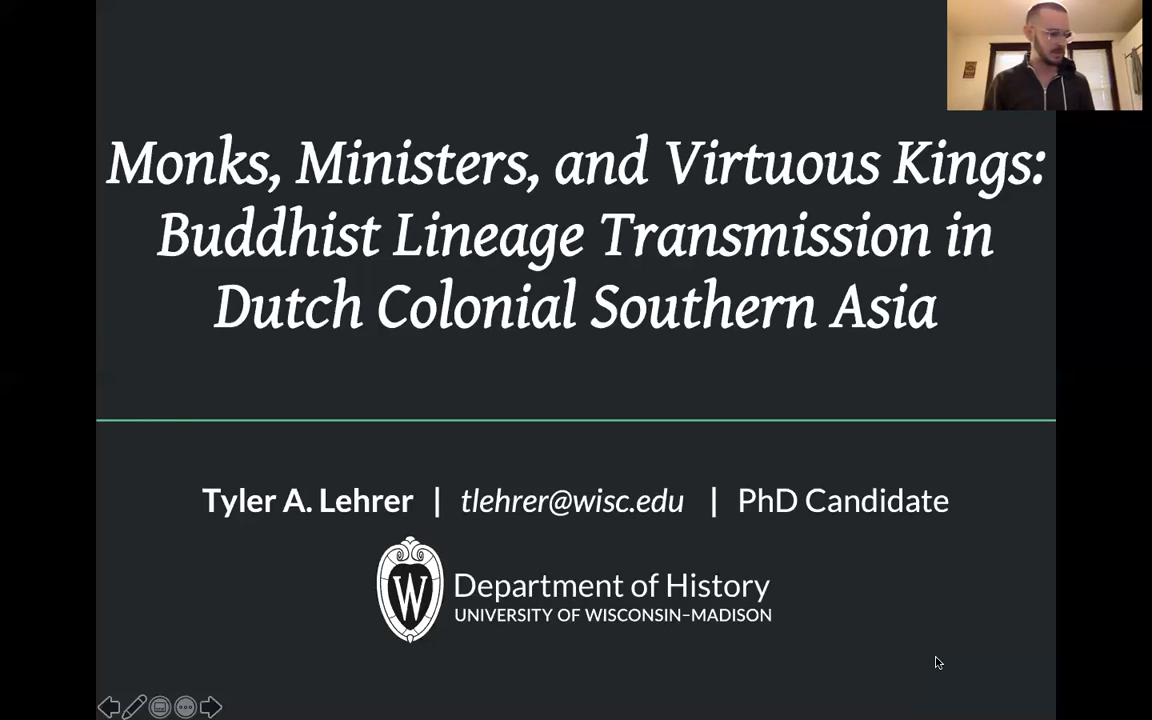 Monks, Ministers, and Virtuous Kings:
Buddhist Lineage Transmission in
Dutch Colonial Southern Asia
Tyler A. Lehrer | tlehrer@wisc.edu | PhD Candidate
W
Department of History
UNIVERSITY OF WISCONSIN–MADISON